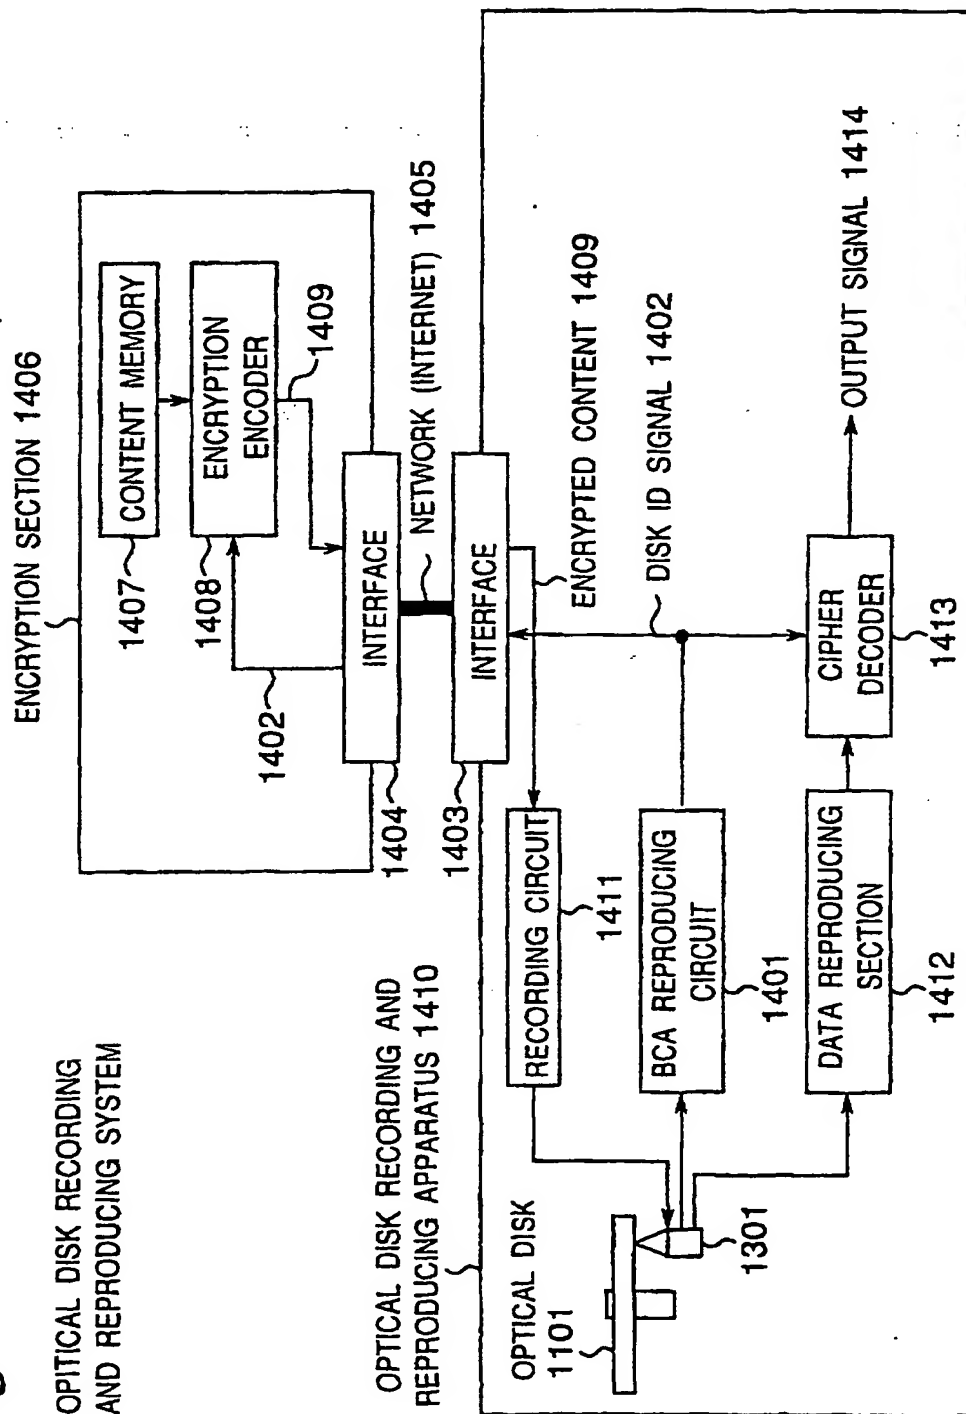 OPITICAL DISK RECORDING
AND REPRODUCING SYSTEM
ENCRYPTION SECTION 1406
CONTENT MEMORY
1407
ENCRYPTION
ENCODER
1408
1409
1402
INTERFACE
1404
NETWORK (INTERNET) 1405
OPTICAL DISK RECORDING AND
REPRODUCING APPARATUS 1410
INTERFACE
1403
ENCRYPTED CONTENT 1409
DISK ID SIGNAL 1402
RECORDING CIRCUIT
1411
OPTICAL DISK
1101
1301
BCA REPRODUCING
CIRCUIT
1401
DATA REPRODUCING
SECTION
1412
CIPHER
DECODER
1413
OUTPUT SIGNAL 1414